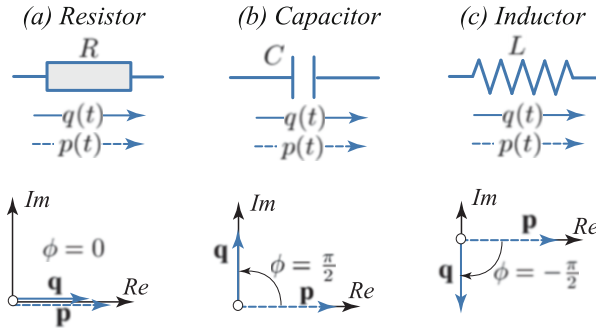 (a) Resistor
R
q(t)
p(t)
Im
ϕ = 0
q
p
Re
(b) Capacitor
C
q(t)
p(t)
Im
q
ϕ = π/2
p
Re
(c) Inductor
L
q(t)
p(t)
Im
p
Re
q
ϕ = −π/2